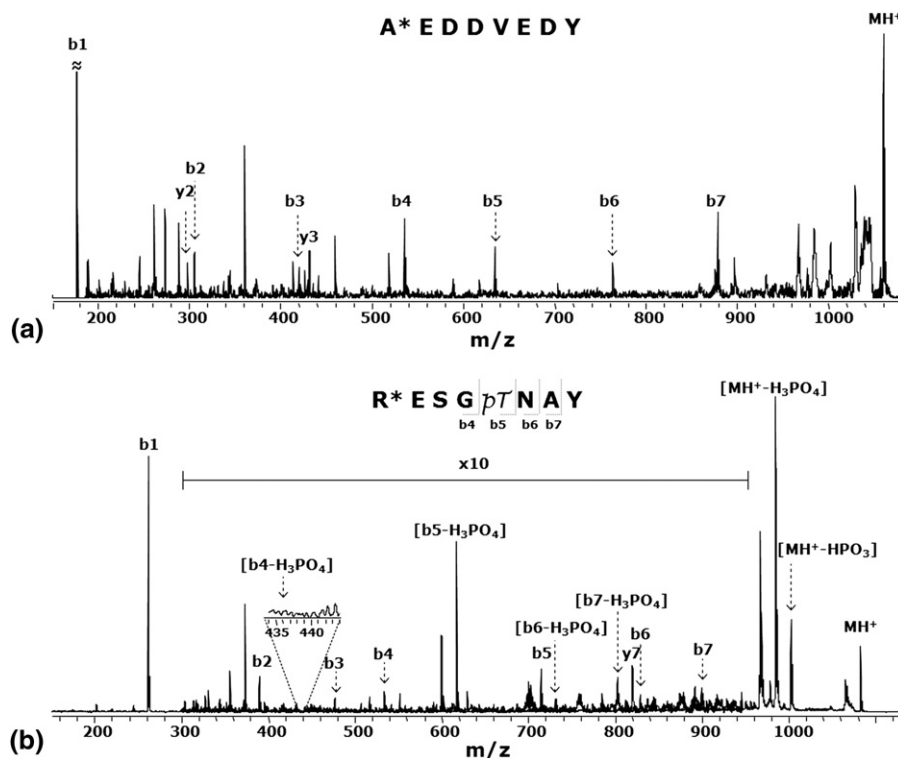 A* E D D V E D Y
MH+
b1
≈
b2
y2
b3
y3
b4
b5
b6
b7
200 300 400 500 600 700 800 900 1000
m/z
(a)
R* E S G pT N A Y
b4 b5 b6 b7
[MH+-H3PO4]
b1
x10
[b5-H3PO4]
[b4-H3PO4]
[MH+-HPO3]
435 440
[b7-H3PO4]
[b6-H3PO4]
MH+
b2
b3
b4
b5
y7
b6
b7
200 300 400 500 600 700 800 900 1000
m/z
(b)